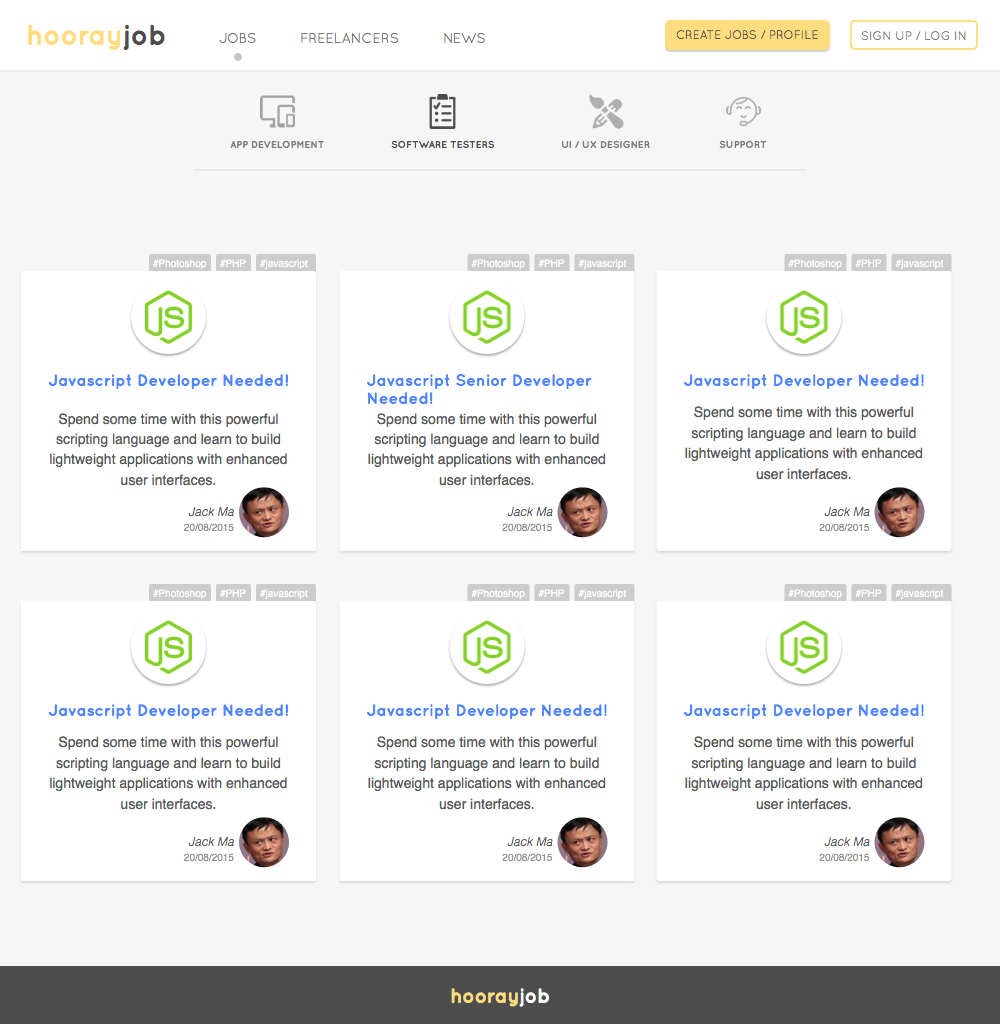 hoorayjob
JOBS FREELANCERS NEWS
CREATE JOBS / PROFILE
SIGN UP / LOG IN
APP DEVELOPMENT
SOFTWARE TESTERS
UI / UX DESIGNER
SUPPORT
#Photoshop #PHP #javascript
JS
Javascript Developer Needed!
Spend some time with this powerful
scripting language and learn to build
lightweight applications with enhanced
user interfaces.
Jack Ma
20/08/2015
#Photoshop #PHP #javascript
JS
Javascript Senior Developer
Needed!
Spend some time with this powerful
scripting language and learn to build
lightweight applications with enhanced
user interfaces.
Jack Ma
20/08/2015
#Photoshop #PHP #javascript
JS
Javascript Developer Needed!
Spend some time with this powerful
scripting language and learn to build
lightweight applications with enhanced
user interfaces.
Jack Ma
20/08/2015
#Photoshop #PHP #javascript
JS
Javascript Developer Needed!
Spend some time with this powerful
scripting language and learn to build
lightweight applications with enhanced
user interfaces.
Jack Ma
20/08/2015
#Photoshop #PHP #javascript
JS
Javascript Developer Needed!
Spend some time with this powerful
scripting language and learn to build
lightweight applications with enhanced
user interfaces.
Jack Ma
20/08/2015
#Photoshop #PHP #javascript
JS
Javascript Developer Needed!
Spend some time with this powerful
scripting language and learn to build
lightweight applications with enhanced
user interfaces.
Jack Ma
20/08/2015
hoorayjob